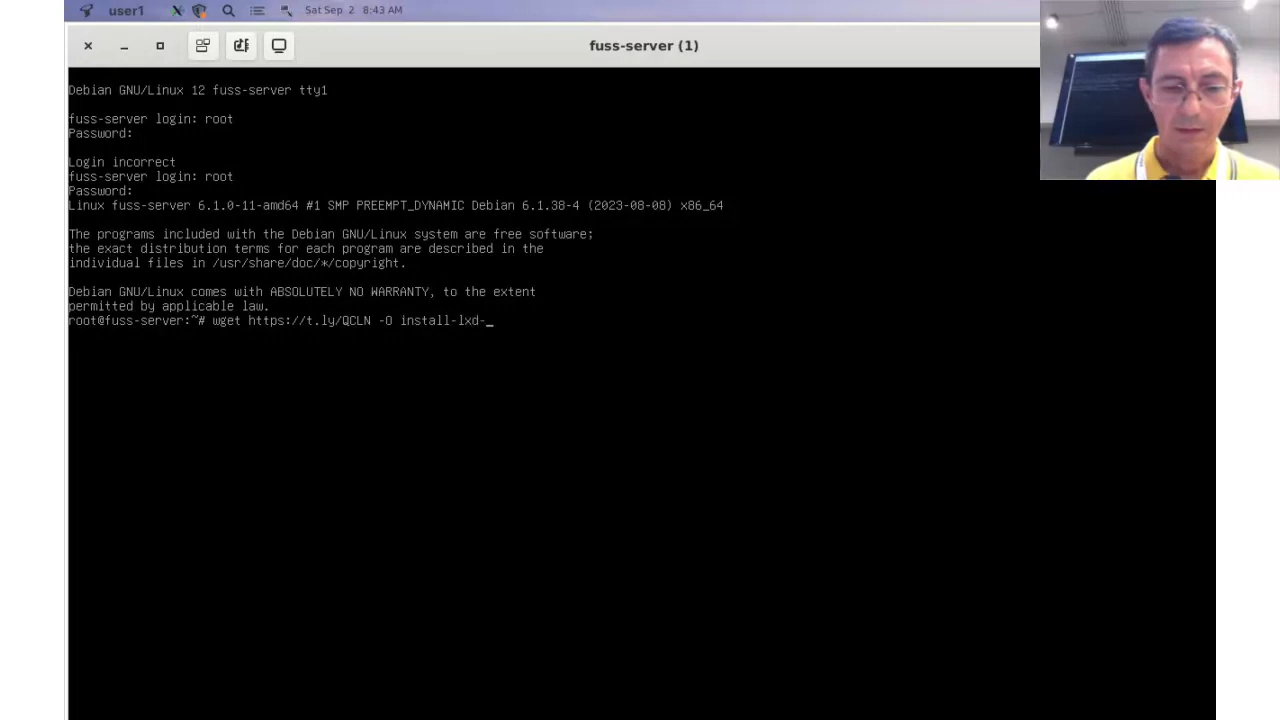 user1
Sat Sep 2 8:43 AM
fuss-server (1)
Debian GNU/Linux 12 fuss-server tty1
fuss-server login: root
Password:
Login incorrect
fuss-server login: root
Password:
Linux fuss-server 6.1.0-11-amd64 #1 SMP PREEMPT_DYNAMIC Debian 6.1.38-4 (2023-08-08) x86_64
The programs included with the Debian GNU/Linux system are free software;
the exact distribution terms for each program are described in the
individual files in /usr/share/doc/*/copyright.
Debian GNU/Linux comes with ABSOLUTELY NO WARRANTY, to the extent
permitted by applicable law.
root@fuss-server:~# wget https://t.ly/QCLN -O install-lxd-_